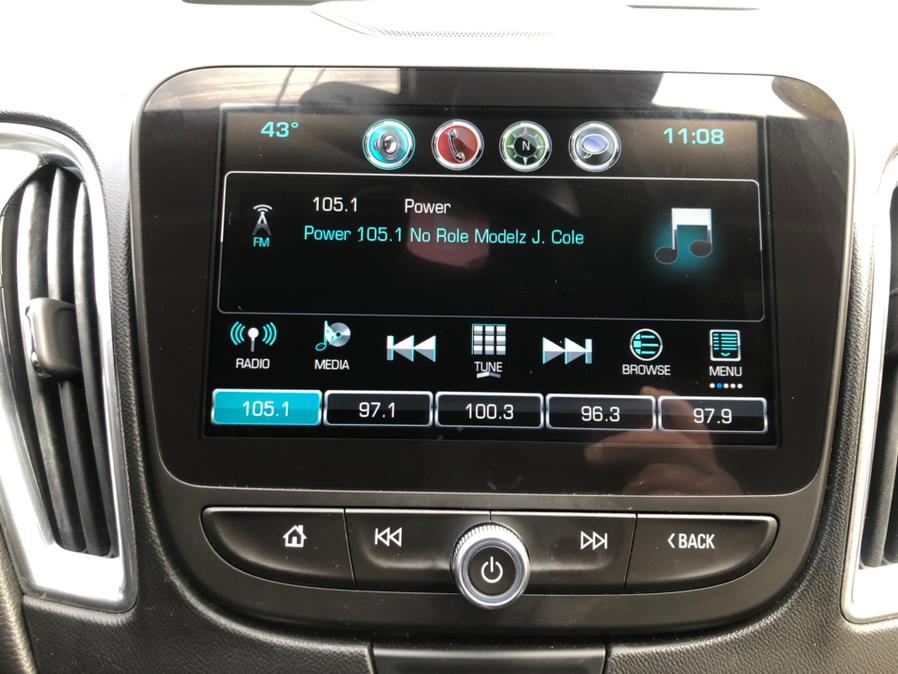 43° N 11:08
105.1 Power
FM Power 105.1 No Role Modelz J. Cole
RADIO MEDIA TUNE BROWSE MENU
105.1 97.1 100.3 96.3 97.9
< BACK